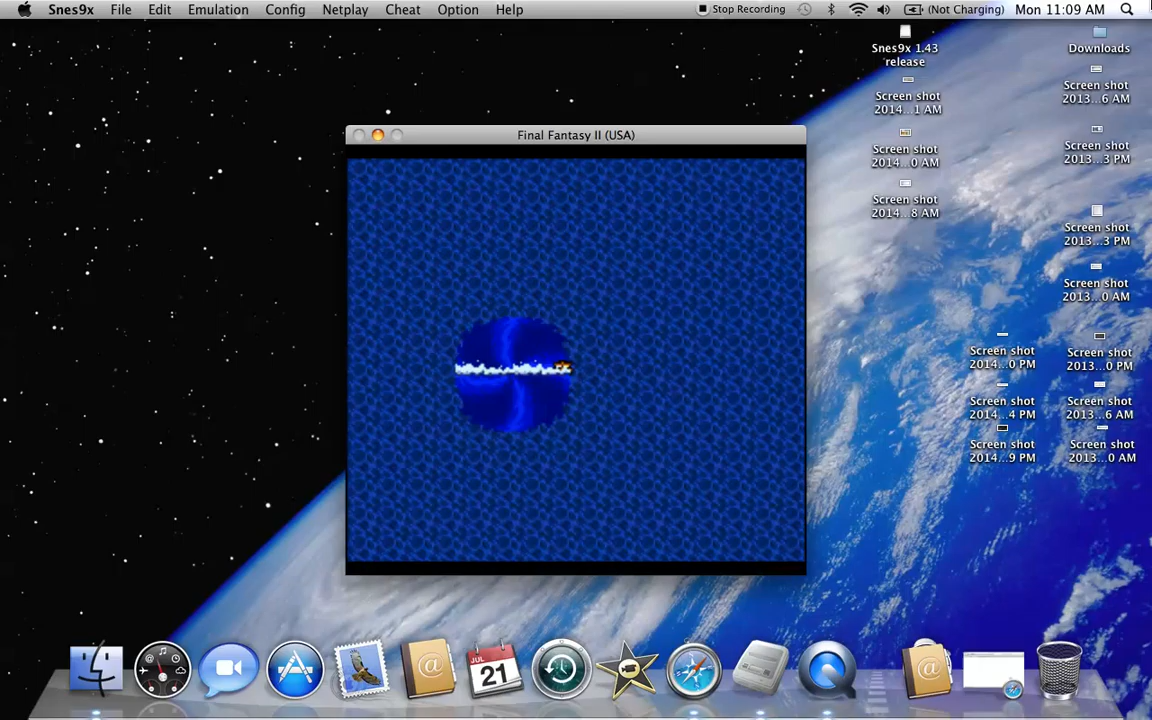 Snes9x File Edit Emulation Config Netplay Cheat Option Help Stop Recording (Not Charging) Mon 11:09 AM
Snes9x 1.43
release
Downloads
Screen shot
2014...1 AM
Screen shot
2013...6 AM
Final Fantasy II (USA)
Screen shot
2014...0 AM
Screen shot
2013...3 PM
Screen shot
2014...8 AM
Screen shot
2013...3 PM
Screen shot
2013...0 AM
Screen shot
2014...0 PM
Screen shot
2013...0 PM
Screen shot
2014...4 PM
Screen shot
2013...6 AM
Screen shot
2014...9 PM
Screen shot
2013...0 AM
JUL
21